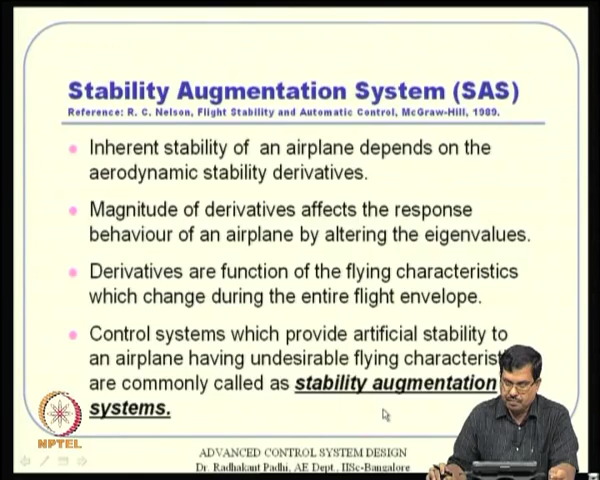 Stability Augmentation System (SAS)
Reference: R. C. Nelson, Flight Stability and Automatic Control, McGraw-Hill, 1989.
Inherent stability of an airplane depends on the
aerodynamic stability derivatives.
Magnitude of derivatives affects the response
behaviour of an airplane by altering the eigenvalues.
Derivatives are function of the flying characteristics
which change during the entire flight envelope.
Control systems which provide artificial stability to
an airplane having undesirable flying
are commonly called as stability augmentation
systems.
NPTEL
ADVANCED CONTROL SYSTEM DESIGN
Dr. Radhakant Padhi, AE Dept., IISc-Bangalore